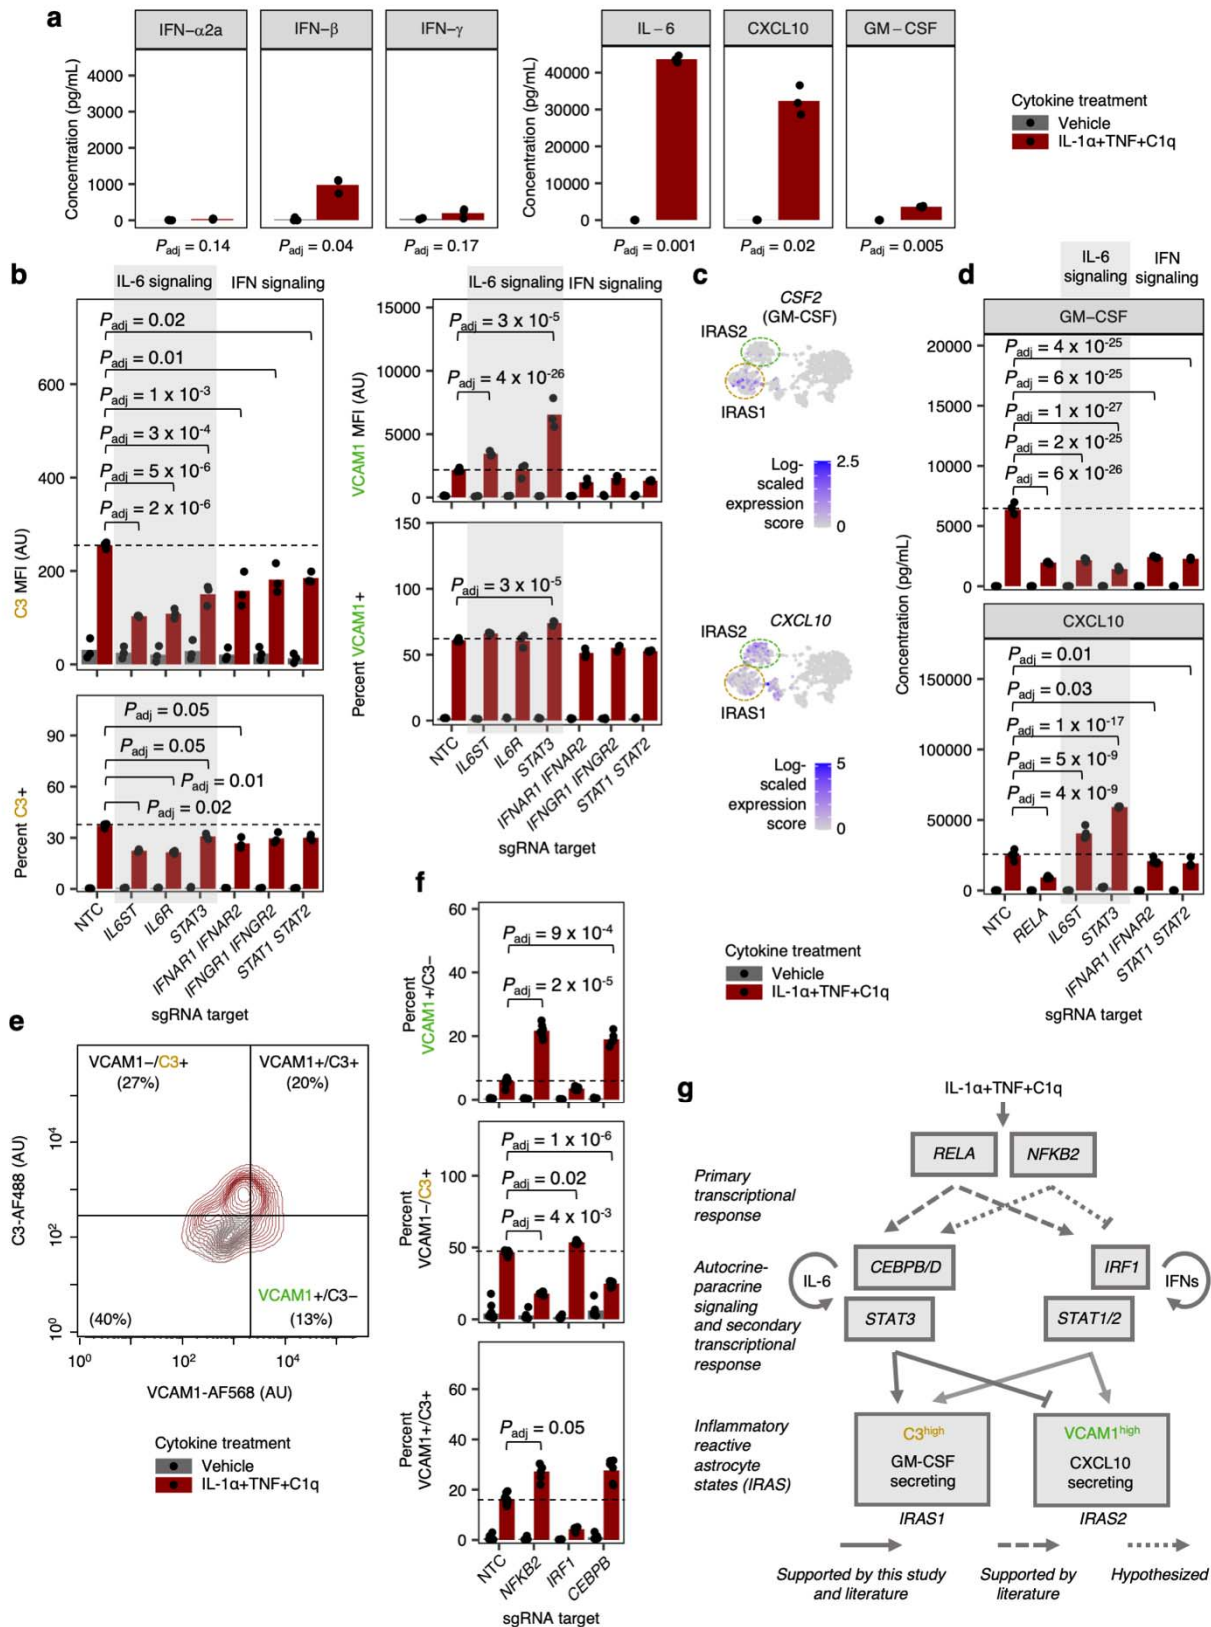 a
IFN-α2a
IFN-β
IFN-γ
IL-6
CXCL10
GM-CSF
Concentration (pg/mL)
4000
3000
2000
1000
0
Concentration (pg/mL)
40000
30000
20000
10000
0
Padj = 0.14
Padj = 0.04
Padj = 0.17
Padj = 0.001
Padj = 0.02
Padj = 0.005
Cytokine treatment
Vehicle
IL-1α+TNF+C1q
b
IL-6 signaling
IFN signaling
C3 MFI (AU)
600
400
200
0
Padj = 0.02
Padj = 0.01
Padj = 1 x 10-3
Padj = 3 x 10-4
Padj = 5 x 10-6
Padj = 2 x 10-6
Percent C3+
90
60
30
0
Padj = 0.05
Padj = 0.05
Padj = 0.01
Padj = 0.02
NTC
IL6ST
IL6R
STAT3
IFNAR1 IFNAR2
IFNGR1 IFNGR2
STAT1 STAT2
sgRNA target
IL-6 signaling
IFN signaling
VCAM1 MFI (AU)
15000
10000
5000
0
Padj = 3 x 10-5
Padj = 4 x 10-26
Percent VCAM1+
150
100
50
0
Padj = 3 x 10-5
NTC
IL6ST
IL6R
STAT3
IFNAR1 IFNAR2
IFNGR1 IFNGR2
STAT1 STAT2
sgRNA target
c
CSF2
(GM-CSF)
IRAS2
IRAS1
Log-
scaled
expression
score
2.5
0
CXCL10
IRAS2
IRAS1
Log-
scaled
expression
score
5
0
d
IL-6
signaling
IFN
signaling
GM-CSF
Concentration (pg/mL)
20000
15000
10000
5000
0
Padj = 4 x 10-25
Padj = 6 x 10-25
Padj = 1 x 10-27
Padj = 2 x 10-25
Padj = 6 x 10-26
CXCL10
150000
100000
50000
0
Padj = 0.01
Padj = 0.03
Padj = 1 x 10-17
Padj = 5 x 10-9
Padj = 4 x 10-9
NTC
RELA
IL6ST
STAT3
IFNAR1 IFNAR2
STAT1 STAT2
sgRNA target
Cytokine treatment
Vehicle
IL-1α+TNF+C1q
e
VCAM1−/C3+
(27%)
VCAM1+/C3+
(20%)
(40%)
VCAM1+/C3−
(13%)
C3-AF488 (AU)
104
102
100
100
102
104
VCAM1-AF568 (AU)
Cytokine treatment
Vehicle
IL-1α+TNF+C1q
f
Percent
VCAM1+/C3−
60
40
20
0
Padj = 9 x 10-4
Padj = 2 x 10-5
Percent
VCAM1−/C3+
100
50
0
Padj = 1 x 10-6
Padj = 0.02
Padj = 4 x 10-3
Percent
VCAM1+/C3+
60
40
20
0
Padj = 0.05
NTC
NFKB2
IRF1
CEBPB
sgRNA target
g
IL-1α+TNF+C1q
RELA
NFKB2
Primary
transcriptional
response
CEBPB/D
IRF1
IL-6
IFNs
STAT3
STAT1/2
Autocrine-
paracrine
signaling
and secondary
transcriptional
response
Inflammatory
reactive
astrocyte
states (IRAS)
C3high
GM-CSF
secreting
IRAS1
VCAM1high
CXCL10
secreting
IRAS2
Supported by this study
and literature
Supported by
literature
Hypothesized